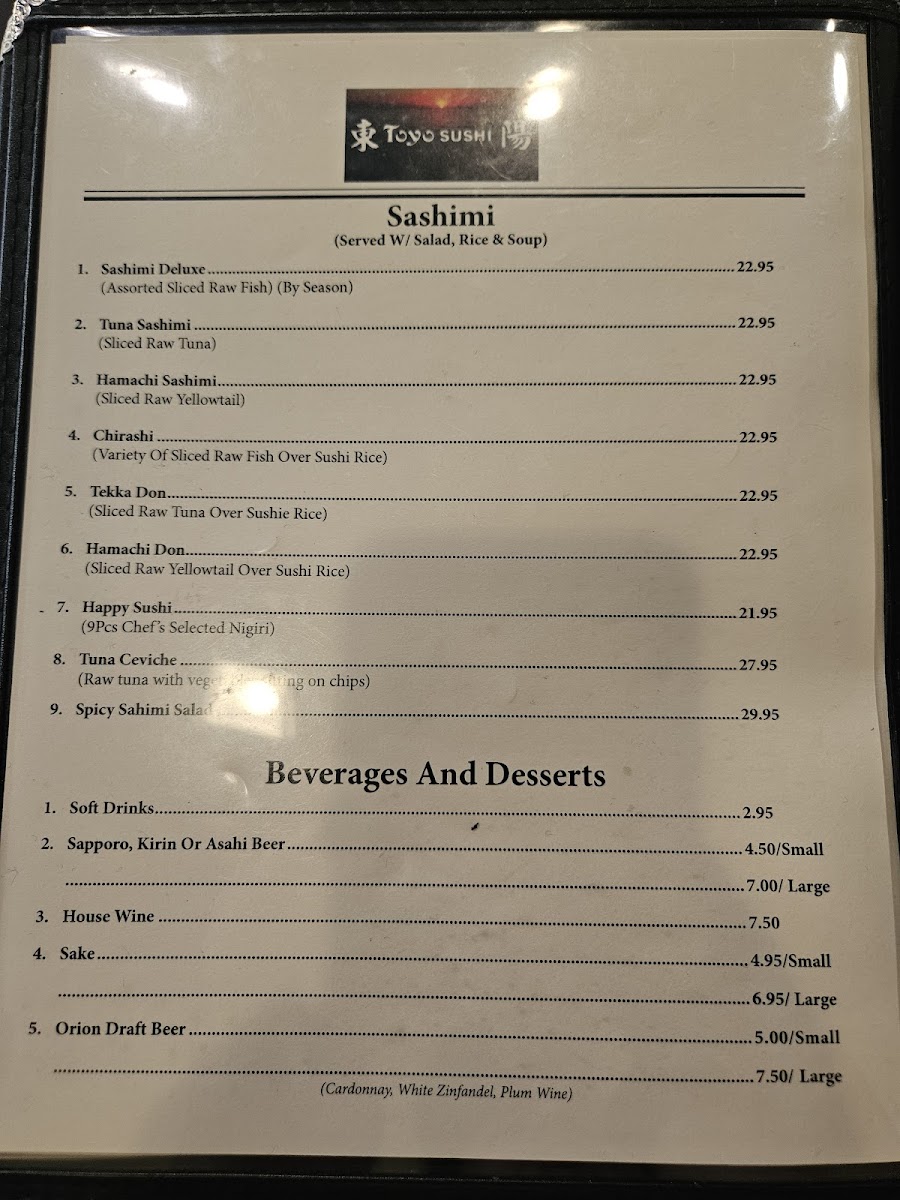 東 Toyo SUSHI 陽
Sashimi
(Served W/ Salad, Rice & Soup)
1. Sashimi Deluxe 22.95
(Assorted Sliced Raw Fish) (By Season)
2. Tuna Sashimi 22.95
(Sliced Raw Tuna)
3. Hamachi Sashimi 22.95
(Sliced Raw Yellowtail)
4. Chirashi 22.95
(Variety Of Sliced Raw Fish Over Sushi Rice)
5. Tekka Don 22.95
(Sliced Raw Tuna Over Sushie Rice)
6. Hamachi Don 22.95
(Sliced Raw Yellowtail Over Sushi Rice)
7. Happy Sushi 21.95
(9Pcs Chef's Selected Nigiri)
8. Tuna Ceviche 27.95
(Raw tuna with on chips)
9. Spicy Sahimi Salad 29.95
Beverages And Desserts
1. Soft Drinks 2.95
2. Sapporo, Kirin Or Asahi Beer 4.50/Small
7.00/ Large
3. House Wine 7.50
4. Sake 4.95/Small
6.95/ Large
5. Orion Draft Beer 5.00/Small
7.50/ Large
(Cardonnay, White Zinfandel, Plum Wine)